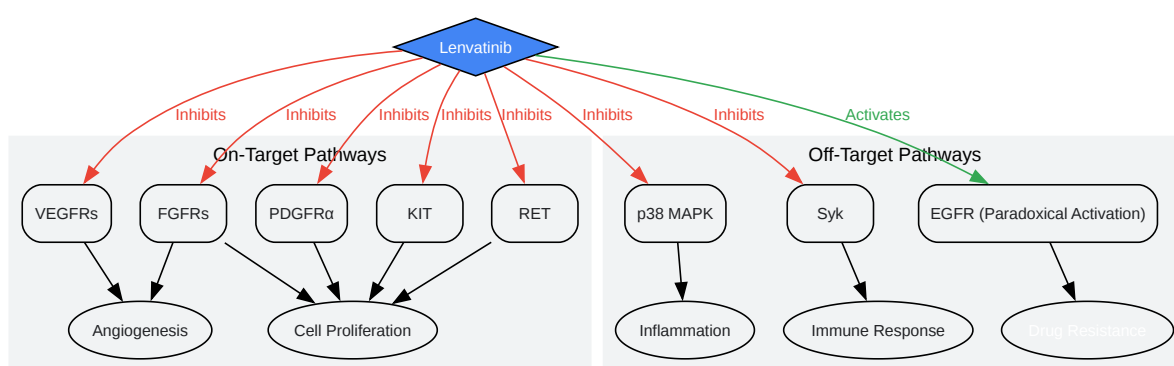 Lenvatinib
Inhibits Inhibits Inhibits Inhibits Inhibits Inhibits Inhibits Activates
On-Target Pathways
Off-Target Pathways
VEGFRs
FGFRs
PDGFRα
KIT
RET
p38 MAPK
Syk
EGFR (Paradoxical Activation)
Angiogenesis
Cell Proliferation
Inflammation
Immune Response
Drug Resistance